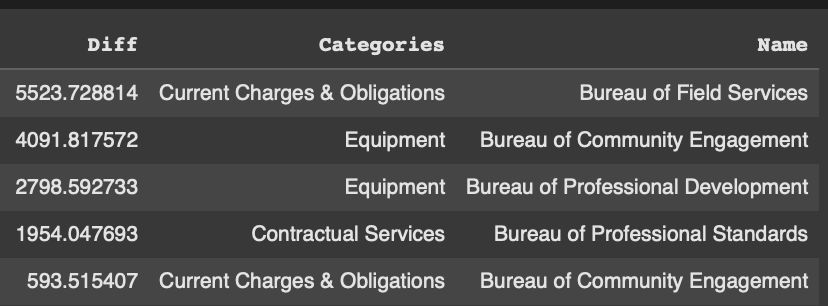 Diff Categories Name
5523.728814 Current Charges & Obligations Bureau of Field Services
4091.817572 Equipment Bureau of Community Engagement
2798.592733 Equipment Bureau of Professional Development
1954.047693 Contractual Services Bureau of Professional Standards
593.515407 Current Charges & Obligations Bureau of Community Engagement